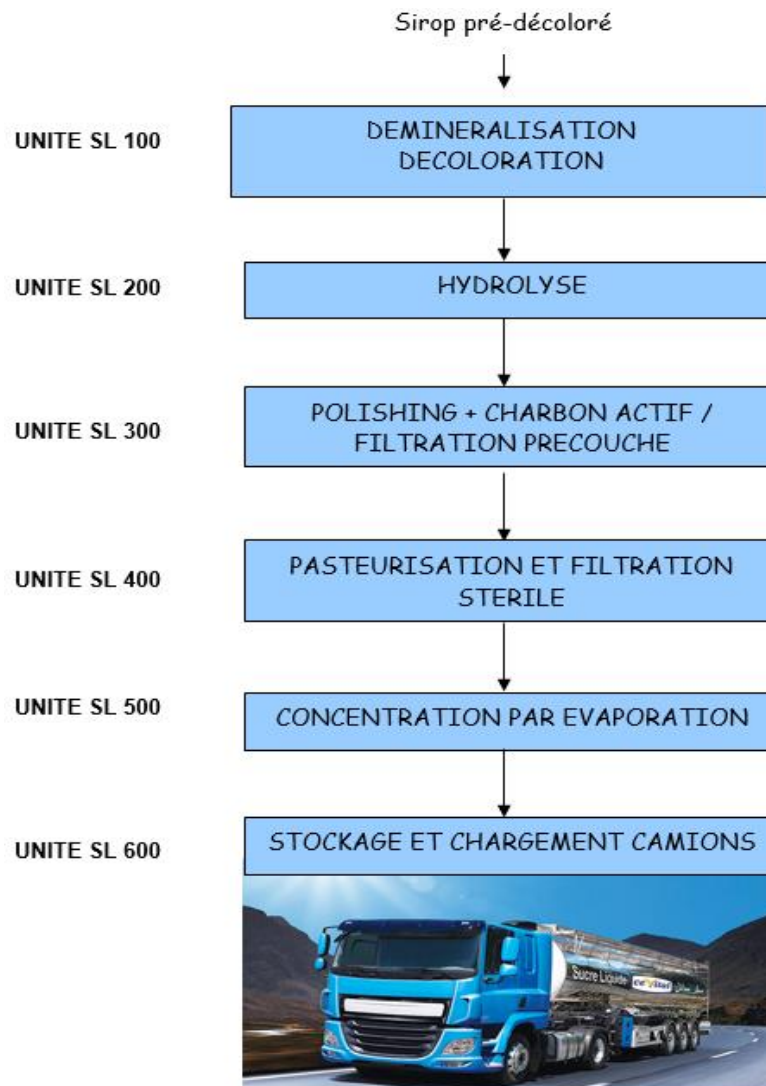 Sirop pré-décoloré
UNITE SL 100
DEMINERALISATION
DECOLORATION
UNITE SL 200
HYDROLYSE
UNITE SL 300
POLISHING + CHARBON ACTIF /
FILTRATION PRECOUCHE
UNITE SL 400
PASTEURISATION ET FILTRATION
STERILE
UNITE SL 500
CONCENTRATION PAR EVAPORATION
UNITE SL 600
STOCKAGE ET CHARGEMENT CAMIONS
Sucre Liquide